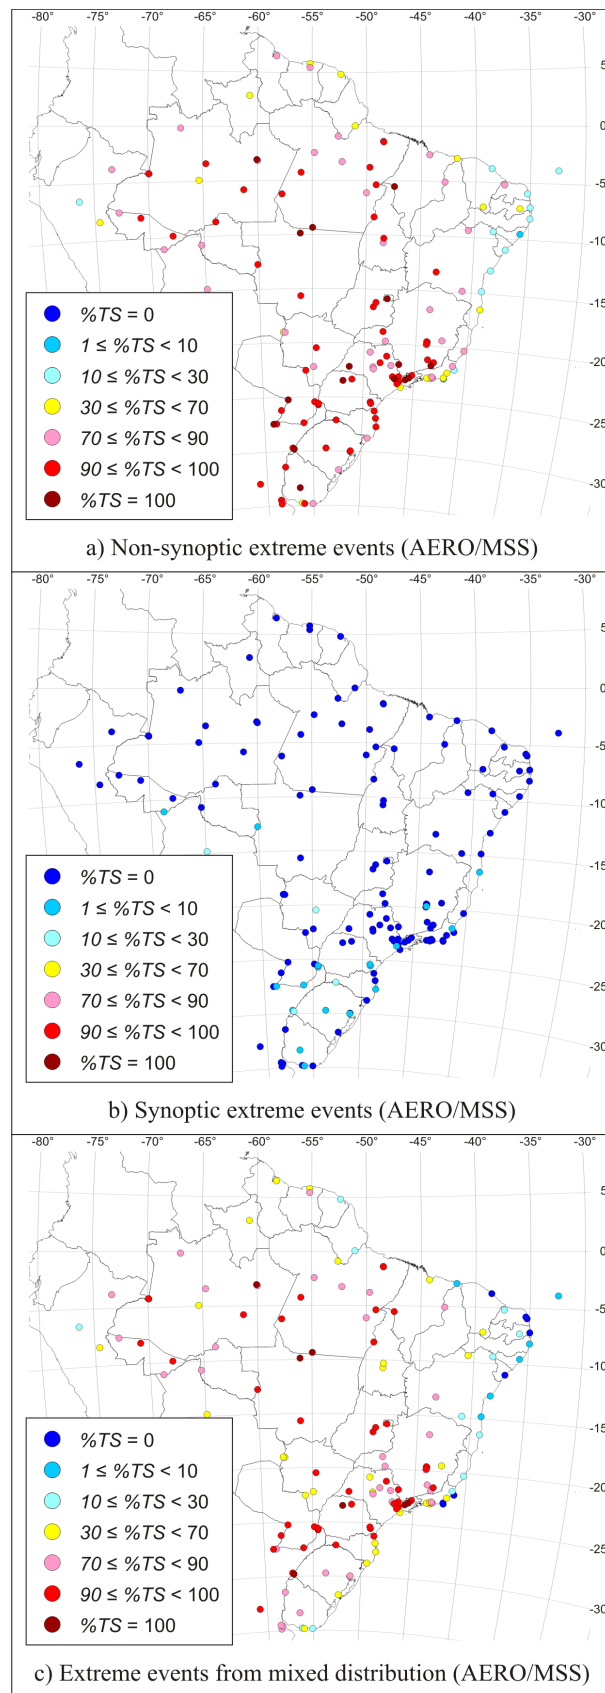 -80° -75° -70° -65° -60° -55° -50° -45° -40° -35° -30°
5
0
-5
-10
-15
-20
-25
-30
%TS = 0
1 ≤ %TS < 10
10 ≤ %TS < 30
30 ≤ %TS < 70
70 ≤ %TS < 90
90 ≤ %TS < 100
%TS = 100
a) Non-synoptic extreme events (AERO/MSS)
-80° -75° -70° -65° -60° -55° -50° -45° -40° -35° -30°
5
0
-5
-10
-15
-20
-25
-30
%TS = 0
1 ≤ %TS < 10
10 ≤ %TS < 30
30 ≤ %TS < 70
70 ≤ %TS < 90
90 ≤ %TS < 100
%TS = 100
b) Synoptic extreme events (AERO/MSS)
-80° -75° -70° -65° -60° -55° -50° -45° -40° -35° -30°
5
0
-5
-10
-15
-20
-25
-30
%TS = 0
1 ≤ %TS < 10
10 ≤ %TS < 30
30 ≤ %TS < 70
70 ≤ %TS < 90
90 ≤ %TS < 100
%TS = 100
c) Extreme events from mixed distribution (AERO/MSS)